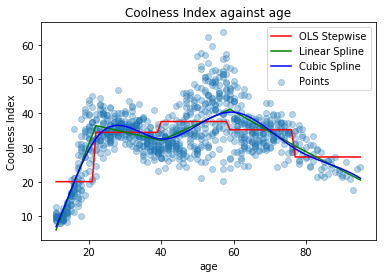 Coolness Index against age
OLS Stepwise
Linear Spline
Cubic Spline
Points
60
50
40
30
20
10
Coolness Index
20 40 60 80
age